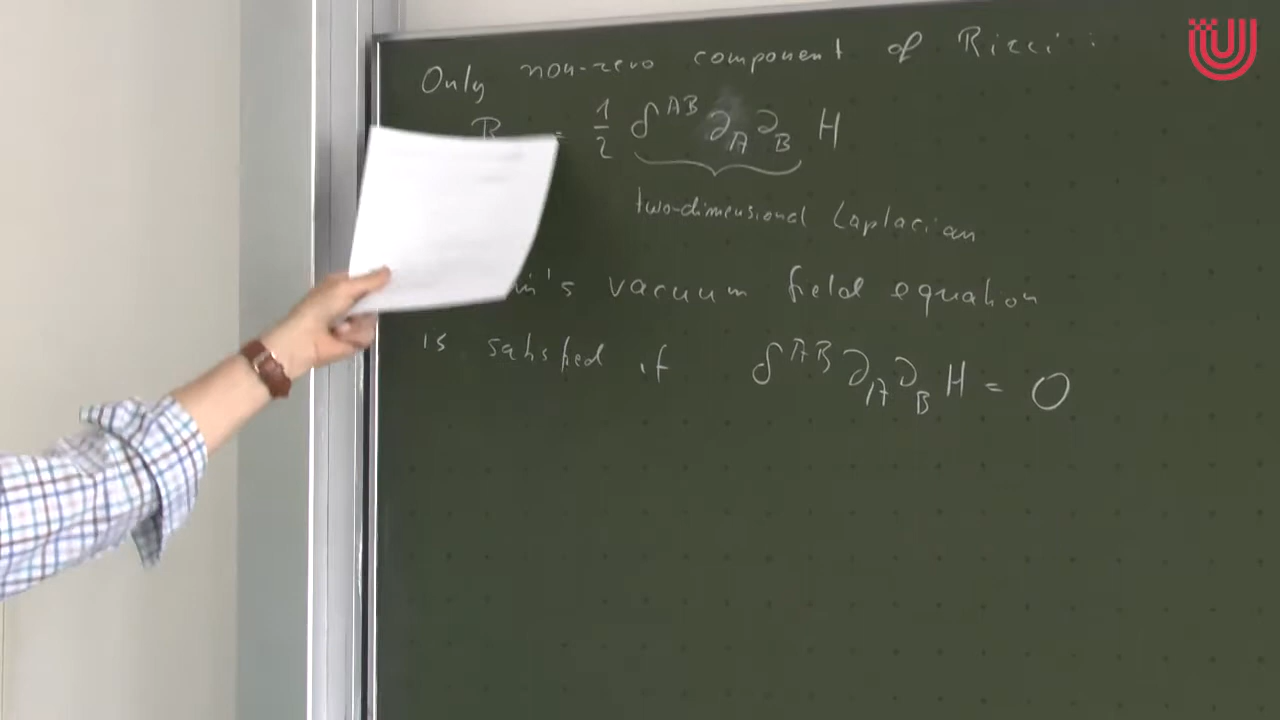 Only non-zero component of Ricci :
R = 1/2 δ^{AB} ∂_A ∂_B H
two-dimensional Laplacian
's vacuum field equation
is satisfied if δ^{AB} ∂_A ∂_B H = 0